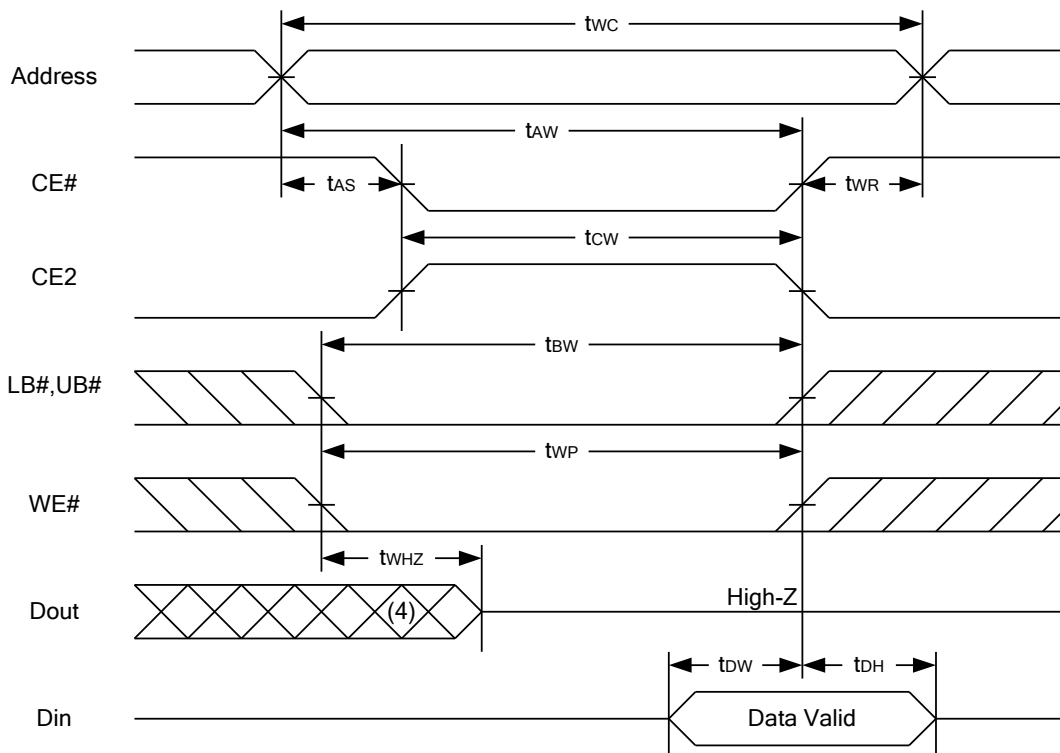 tWC
Address
tAW
CE#
tAS
tWR
tCW
CE2
tBW
LB#,UB#
tWP
WE#
tWHZ
Dout
(4)
High-Z
tDW
tDH
Din
Data Valid